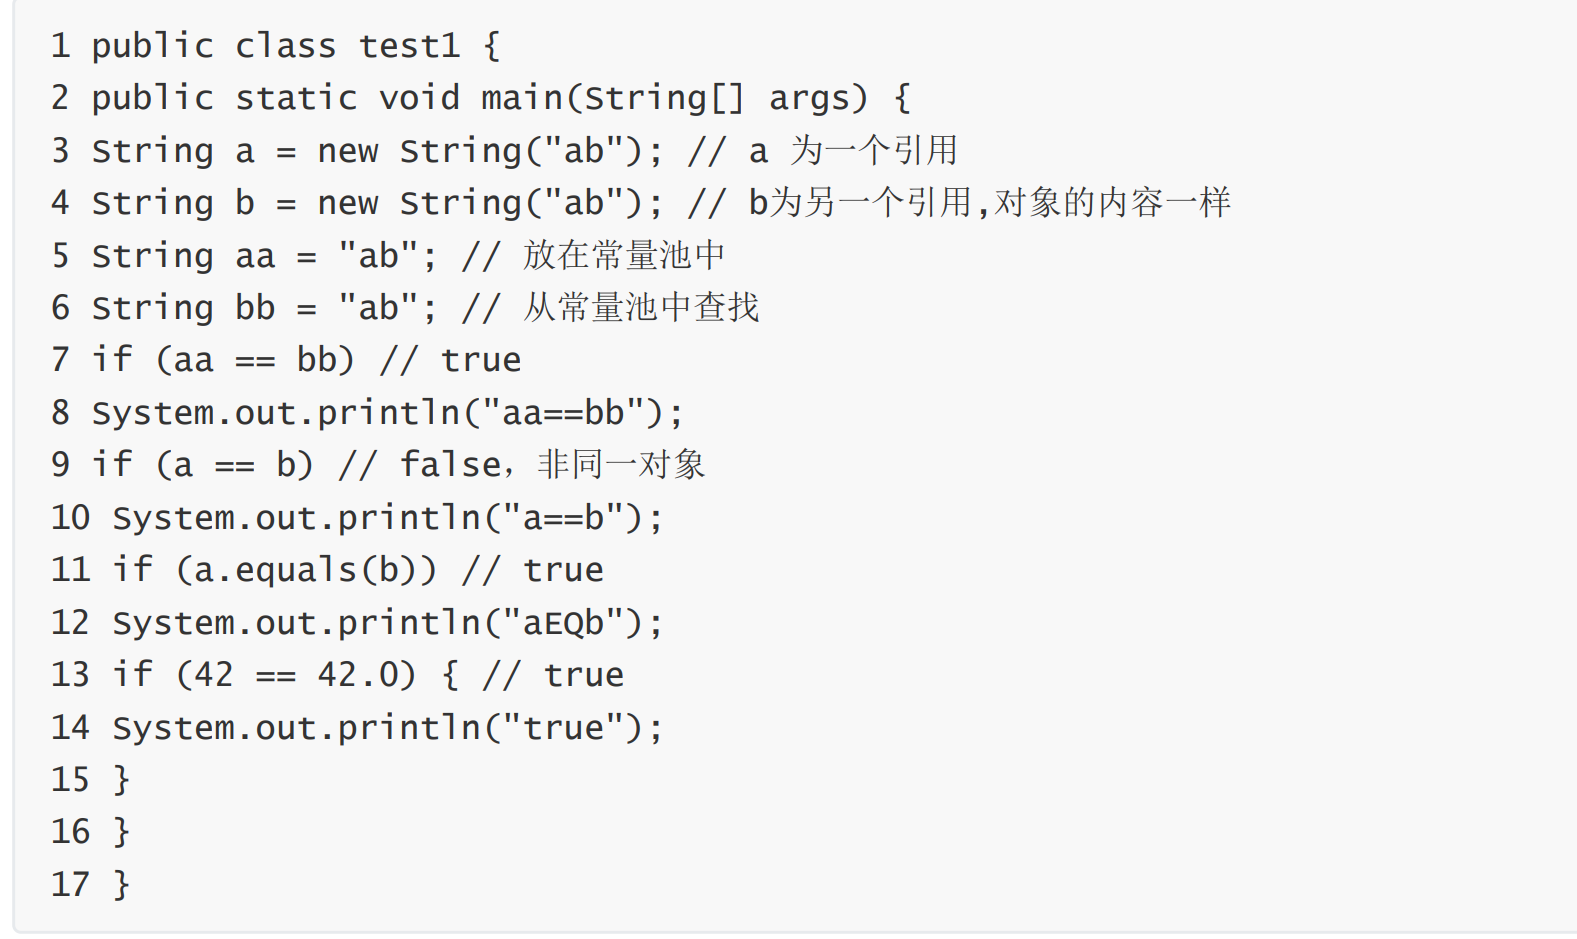 1 public class test1 {
2 public static void main(String[] args) {
3 String a = new String("ab"); // a 为一个引用
4 String b = new String("ab"); // b为另一个引用,对象的内容一样
5 String aa = "ab"; // 放在常量池中
6 String bb = "ab"; // 从常量池中查找
7 if (aa == bb) // true
8 System.out.println("aa==bb");
9 if (a == b) // false，非同一对象
10 System.out.println("a==b");
11 if (a.equals(b)) // true
12 System.out.println("aEQb");
13 if (42 == 42.0) { // true
14 System.out.println("true");
15 }
16 }
17 }